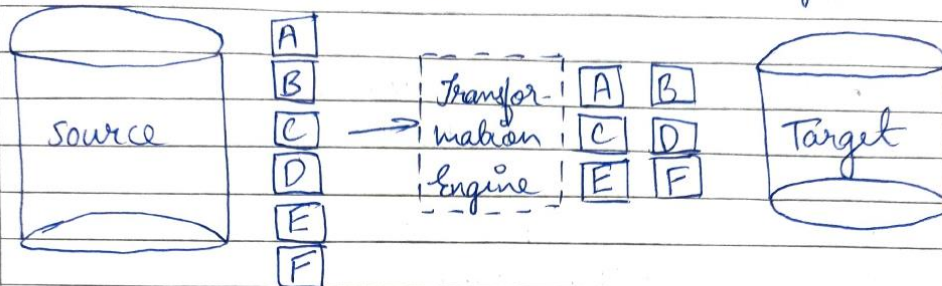 Source
A
B
C
D
E
F
Transfor-
mation
Engine
A B
C D
E F
Target